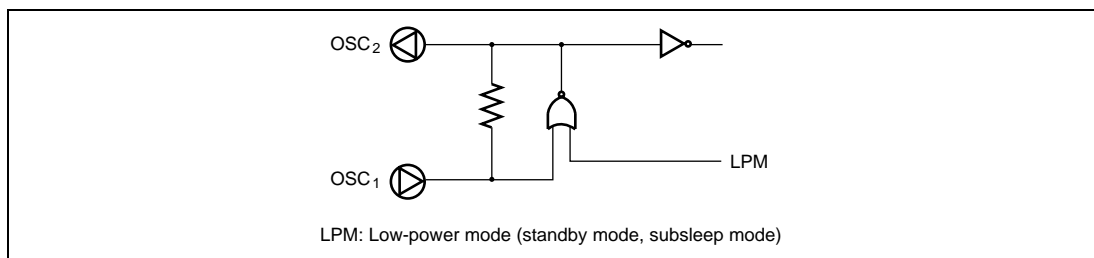 OSC2
LPM
OSC1
LPM: Low-power mode (standby mode, subsleep mode)